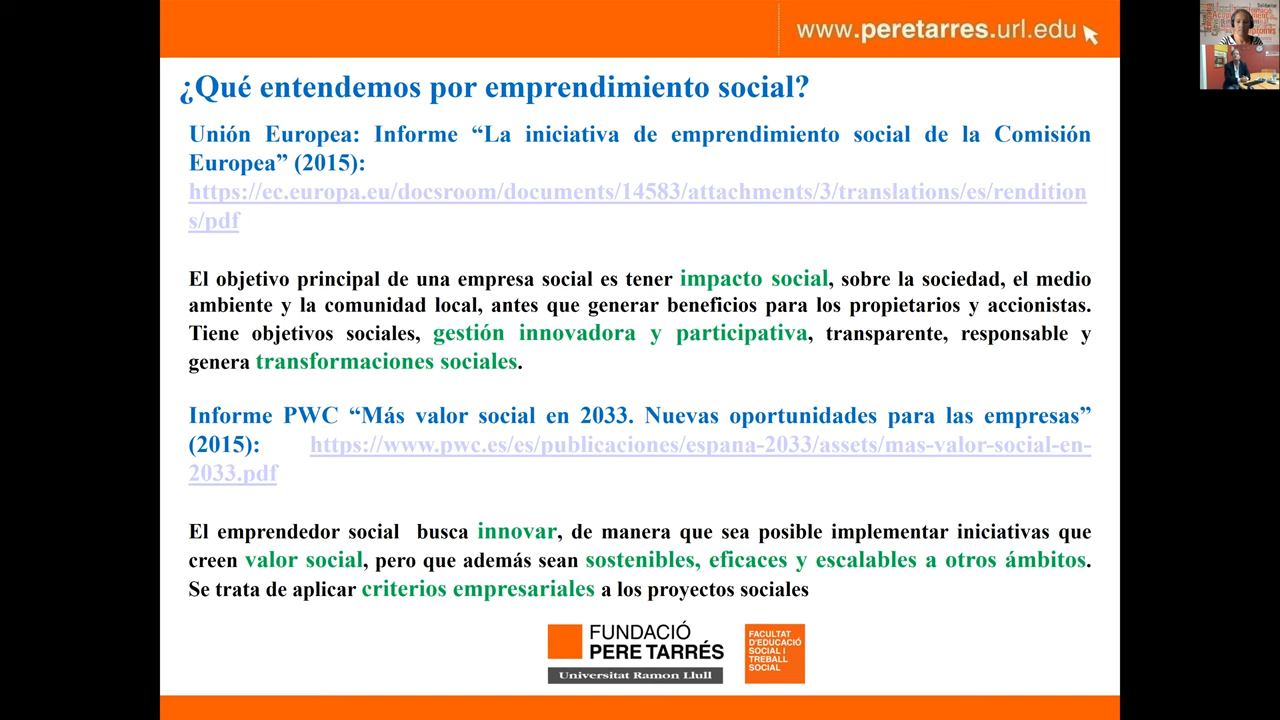 www.peretarres.url.edu
¿Qué entendemos por emprendimiento social?
Unión Europea: Informe “La iniciativa de emprendimiento social de la Comisión
Europea” (2015):
https://ec.europa.eu/docsroom/documents/14583/attachments/3/translations/es/rendition
s/pdf
El objetivo principal de una empresa social es tener impacto social, sobre la sociedad, el medio
ambiente y la comunidad local, antes que generar beneficios para los propietarios y accionistas.
Tiene objetivos sociales, gestión innovadora y participativa, transparente, responsable y
genera transformaciones sociales.
Informe PWC “Más valor social en 2033. Nuevas oportunidades para las empresas”
(2015): https://www.pwc.es/es/publicaciones/espana-2033/assets/mas-valor-social-en-
2033.pdf
El emprendedor social busca innovar, de manera que sea posible implementar iniciativas que
creen valor social, pero que además sean sostenibles, eficaces y escalables a otros ámbitos.
Se trata de aplicar criterios empresariales a los proyectos sociales
FUNDACIÓ
PERE TARRÉS
Universitat Ramon Llull
FACULTAT
D'EDUCACIÓ
SOCIAL I
TREBALL
SOCIAL